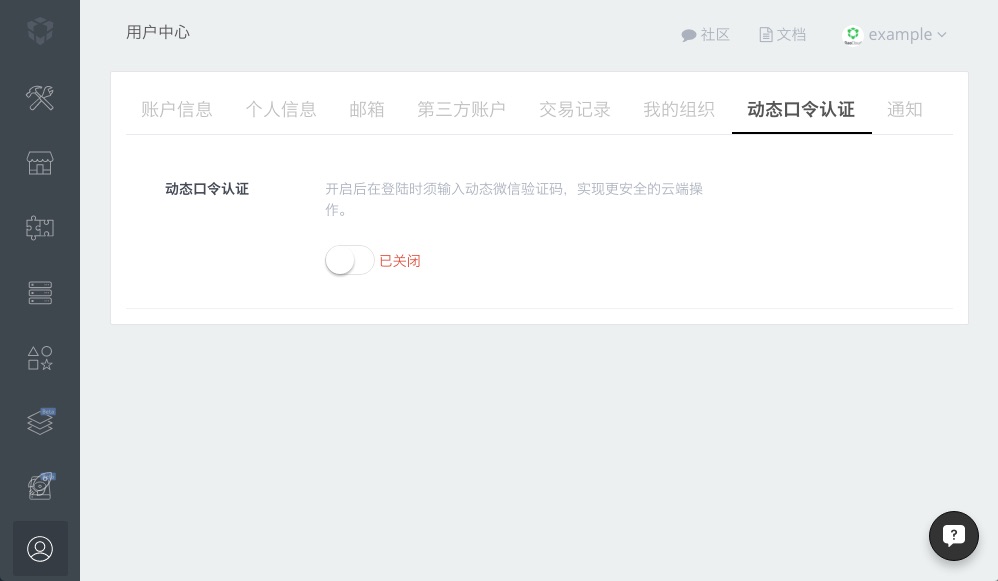 用户中心
社区
文档
example
账户信息 个人信息 邮箱 第三方账户 交易记录 我的组织 动态口令认证 通知
动态口令认证
开启后在登陆时须输入动态微信验证码，实现更安全的云端操
作。
已关闭
Beta
?